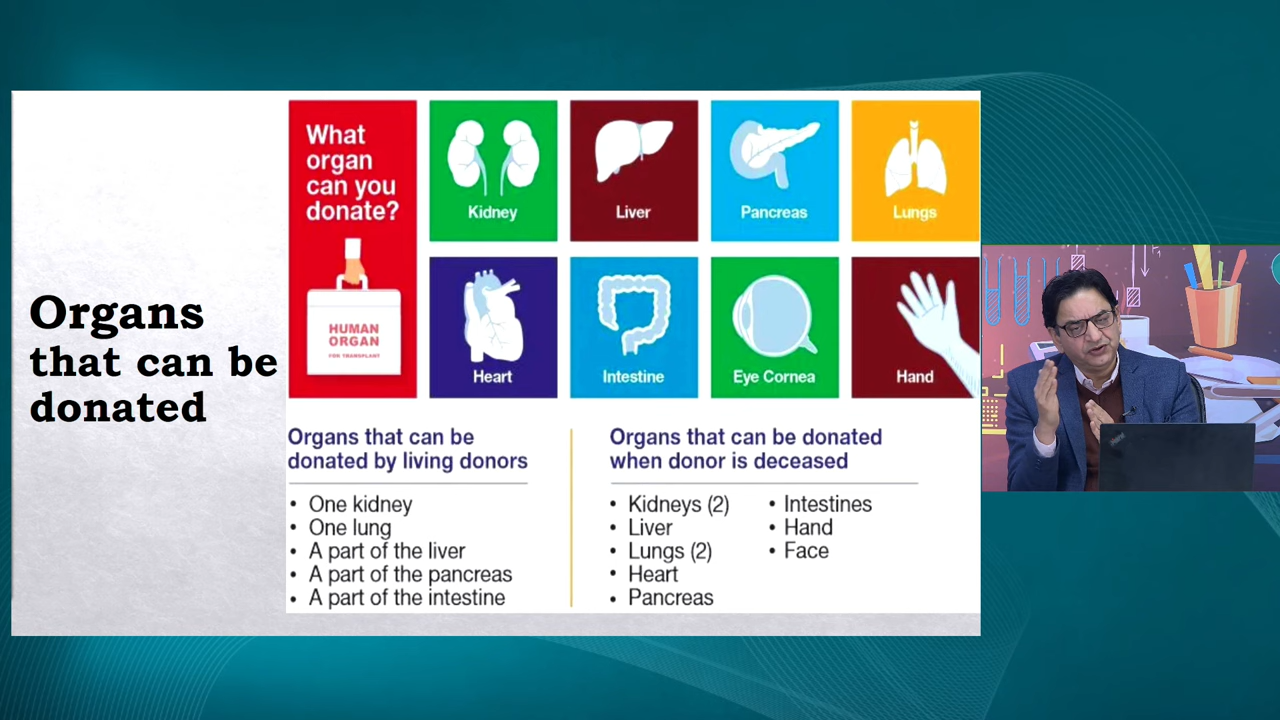 Organs
that can be
donated
What
organ
can you
donate?
HUMAN
ORGAN
FOR TRANSPLANT
Kidney
Liver
Pancreas
Lungs
Heart
Intestine
Eye Cornea
Hand
Organs that can be
donated by living donors
• One kidney
• One lung
• A part of the liver
• A part of the pancreas
• A part of the intestine
Organs that can be donated
when donor is deceased
• Kidneys (2)
• Liver
• Lungs (2)
• Heart
• Pancreas
• Intestines
• Hand
• Face